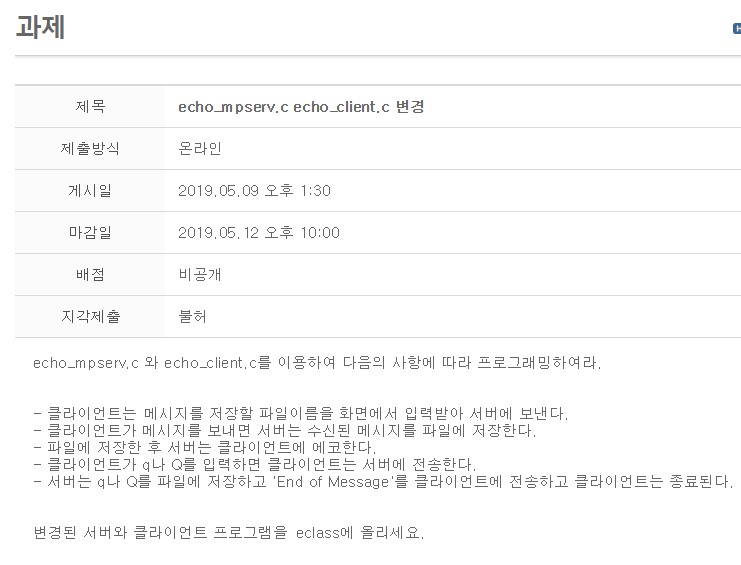 과제
제목 echo_mpserv.c echo_client.c 변경
제출방식 온라인
게시일 2019.05.09 오후 1:30
마감일 2019.05.12 오후 10:00
배점 비공개
지각제출 불허
echo_mpserv.c 와 echo_client.c를 이용하여 다음의 사항에 따라 프로그래밍하여라.
- 클라이언트는 메시지를 저장할 파일이름을 화면에서 입력받아 서버에 보낸다.
- 클라이언트가 메시지를 보내면 서버는 수신된 메시지를 파일에 저장한다.
- 파일에 저장한 후 서버는 클라이언트에 에코한다.
- 클라이언트가 q나 Q를 입력하면 클라이언트는 서버에 전송한다.
- 서버는 q나 Q를 파일에 저장하고 'End of Message'를 클라이언트에 전송하고 클라이언트는 종료된다.
변경된 서버와 클라이언트 프로그램을 eclass에 올리세요.